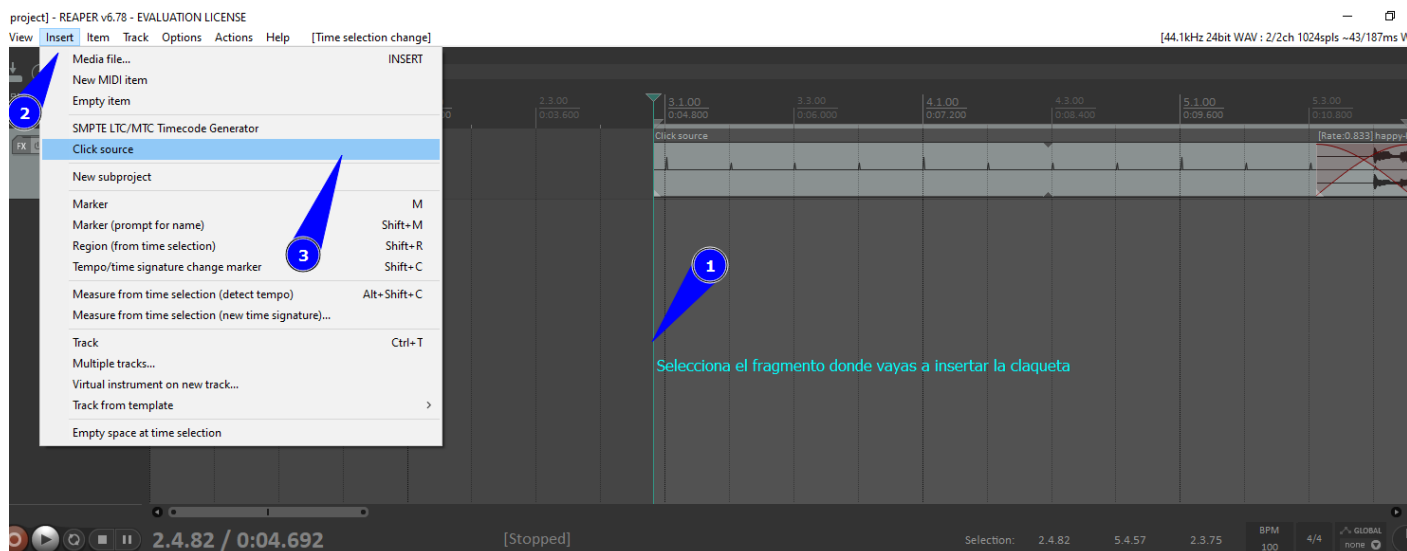 project] - REAPER v6.78 - EVALUATION LICENSE
View Insert Item Track Options Actions Help [Time selection change] [44.1kHz 24bit WAV : 2/2ch 1024spls ~43/187ms W
Media file... INSERT
New MIDI item
Empty item
SMPTE LTC/MTC Timecode Generator
Click source
New subproject
Marker M
Marker (prompt for name) Shift+M
Region (from time selection) Shift+R
Tempo/time signature change marker Shift+C
Measure from time selection (detect tempo) Alt+Shift+C
Measure from time selection (new time signature)...
Track Ctrl+T
Multiple tracks...
Virtual instrument on new track...
Track from template
Empty space at time selection
2
3
1
FX
2.3.00 3.1.00 3.3.00 4.1.00 4.3.00 5.1.00 5.3.00
0:03.600 0:04.800 0:06.000 0:07.200 0:08.400 0:09.600 0:10.800
Click source [Rate:0.833] happy-
Selecciona el fragmento donde vayas a insertar la claqueta
2.4.82 / 0:04.692 [Stopped] Selection: 2.4.82 5.4.57 2.3.75
BPM
100
4/4
GLOBAL
none